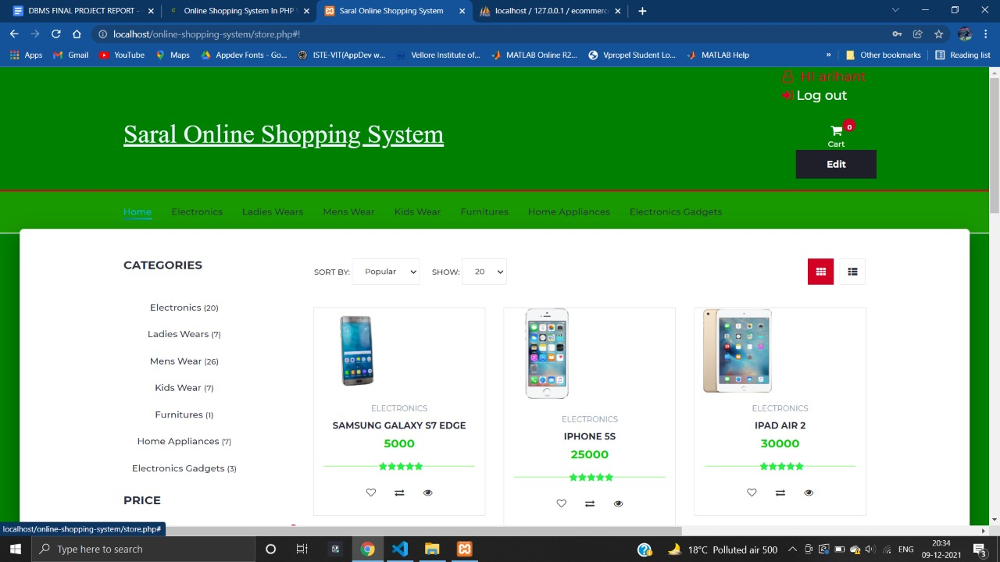 DBMS FINAL PROJECT REPORT -
Online Shopping System In PHP
Saral Online Shopping System
localhost / 127.0.0.1 / ecommerc
localhost/online-shopping-system/store.php#!
Apps
Gmail
YouTube
Maps
Appdev Fonts - Go...
ISTE-VIT(AppDev w...
Vellore Institute of...
MATLAB Online R2...
Vpropel Student Lo...
MATLAB Help
»
Other bookmarks
Reading list
HI arihant
Log out
Saral Online Shopping System
0
Cart
Edit
Home Electronics Ladies Wears Mens Wear Kids Wear Furnitures Home Appliances Electronics Gadgets
CATEGORIES
Electronics (20)
Ladies Wears (7)
Mens Wear (26)
Kids Wear (7)
Furnitures (1)
Home Appliances (7)
Electronics Gadgets (3)
PRICE
SORT BY: Popular SHOW: 20
ELECTRONICS
SAMSUNG GALAXY S7 EDGE
5000
ELECTRONICS
IPHONE 5S
25000
ELECTRONICS
IPAD AIR 2
30000
localhost/online-shopping-system/store.php#
Type here to search
18°C Polluted air 500
ENG
20:34
09-12-2021
3